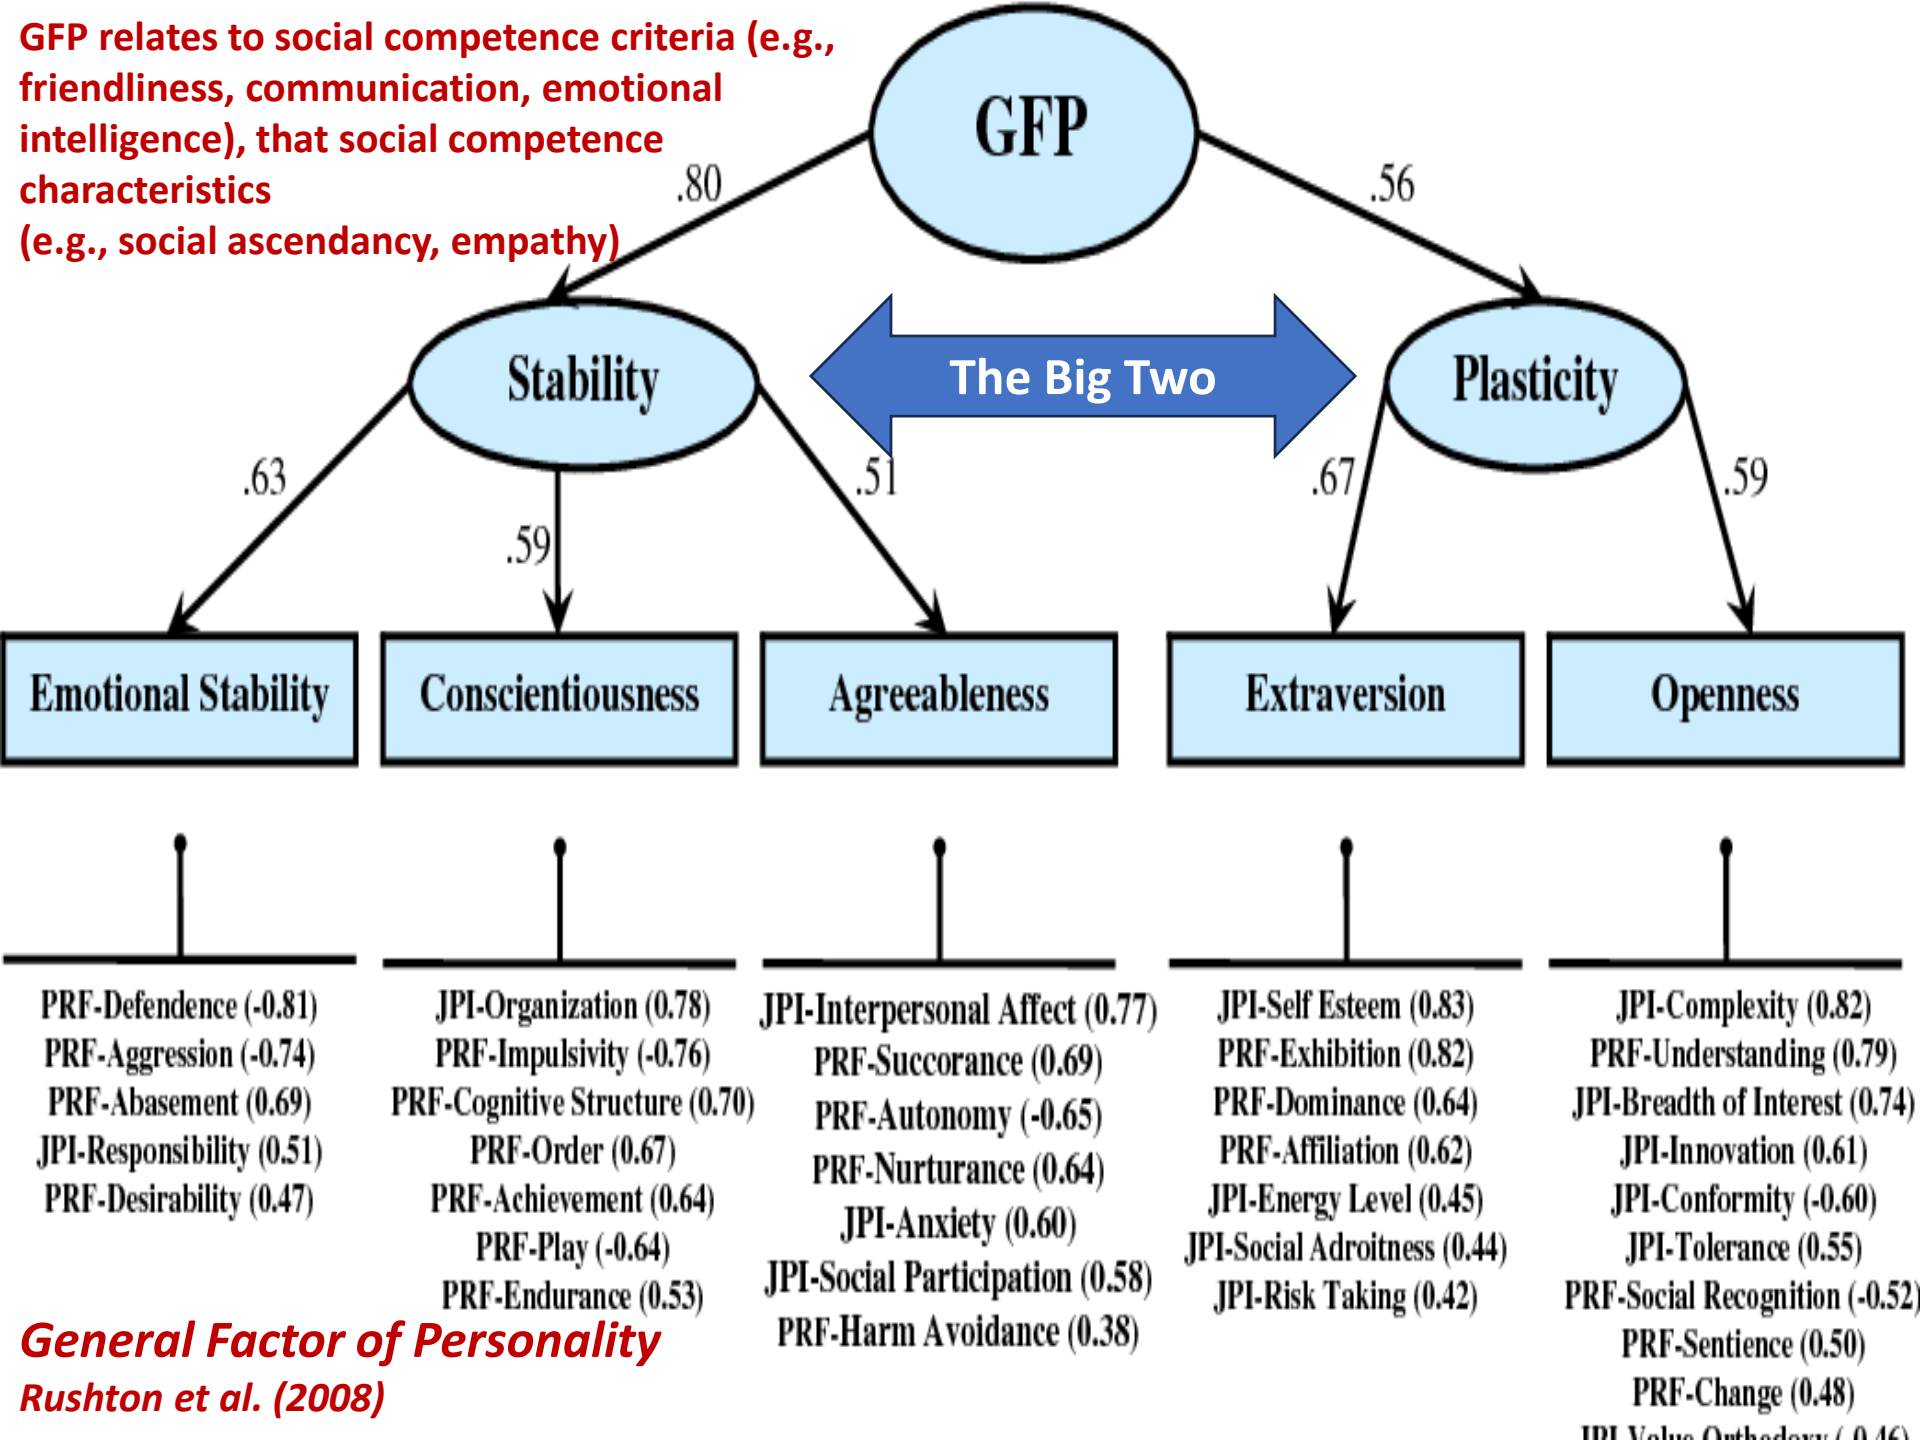 GFP relates to social competence criteria (e.g.,
friendliness, communication, emotional
intelligence), that social competence
characteristics
(e.g., social ascendancy, empathy)
GFP
.80
.56
Stability
The Big Two
Plasticity
.63
.59
.51
.67
.59
Emotional Stability
Conscientiousness
Agreeableness
Extraversion
Openness
PRF-Defendence (-0.81)
PRF-Aggression (-0.74)
PRF-Abasement (0.69)
JPI-Responsibility (0.51)
PRF-Desirability (0.47)
JPI-Organization (0.78)
PRF-Impulsivity (-0.76)
PRF-Cognitive Structure (0.70)
PRF-Order (0.67)
PRF-Achievement (0.64)
PRF-Play (-0.64)
PRF-Endurance (0.53)
JPI-Interpersonal Affect (0.77)
PRF-Succorance (0.69)
PRF-Autonomy (-0.65)
PRF-Nurturance (0.64)
JPI-Anxiety (0.60)
JPI-Social Participation (0.58)
PRF-Harm Avoidance (0.38)
JPI-Self Esteem (0.83)
PRF-Exhibition (0.82)
PRF-Dominance (0.64)
PRF-Affiliation (0.62)
JPI-Energy Level (0.45)
JPI-Social Adroitness (0.44)
JPI-Risk Taking (0.42)
JPI-Complexity (0.82)
PRF-Understanding (0.79)
JPI-Breadth of Interest (0.74)
JPI-Innovation (0.61)
JPI-Conformity (-0.60)
JPI-Tolerance (0.55)
PRF-Social Recognition (-0.52)
PRF-Sentience (0.50)
PRF-Change (0.48)
JPI-Value Orthodoxy (-0.46)
General Factor of Personality
Rushton et al. (2008)